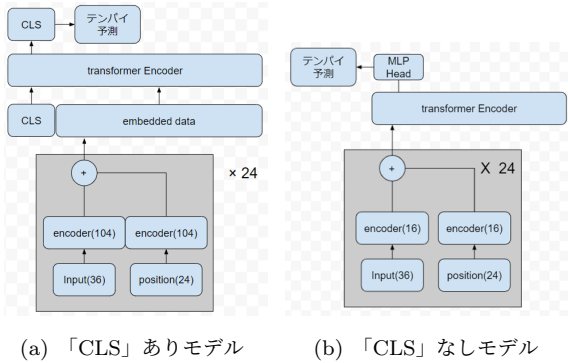 CLS
テンパイ
予測
transformer Encoder
CLS
embedded data
+
× 24
encoder(104)
encoder(104)
Input(36)
position(24)
(a) 「CLS」ありモデル
テンパイ
予測
MLP
Head
transformer Encoder
+
X 24
encoder(16)
encoder(16)
Input(36)
position(24)
(b) 「CLS」なしモデル